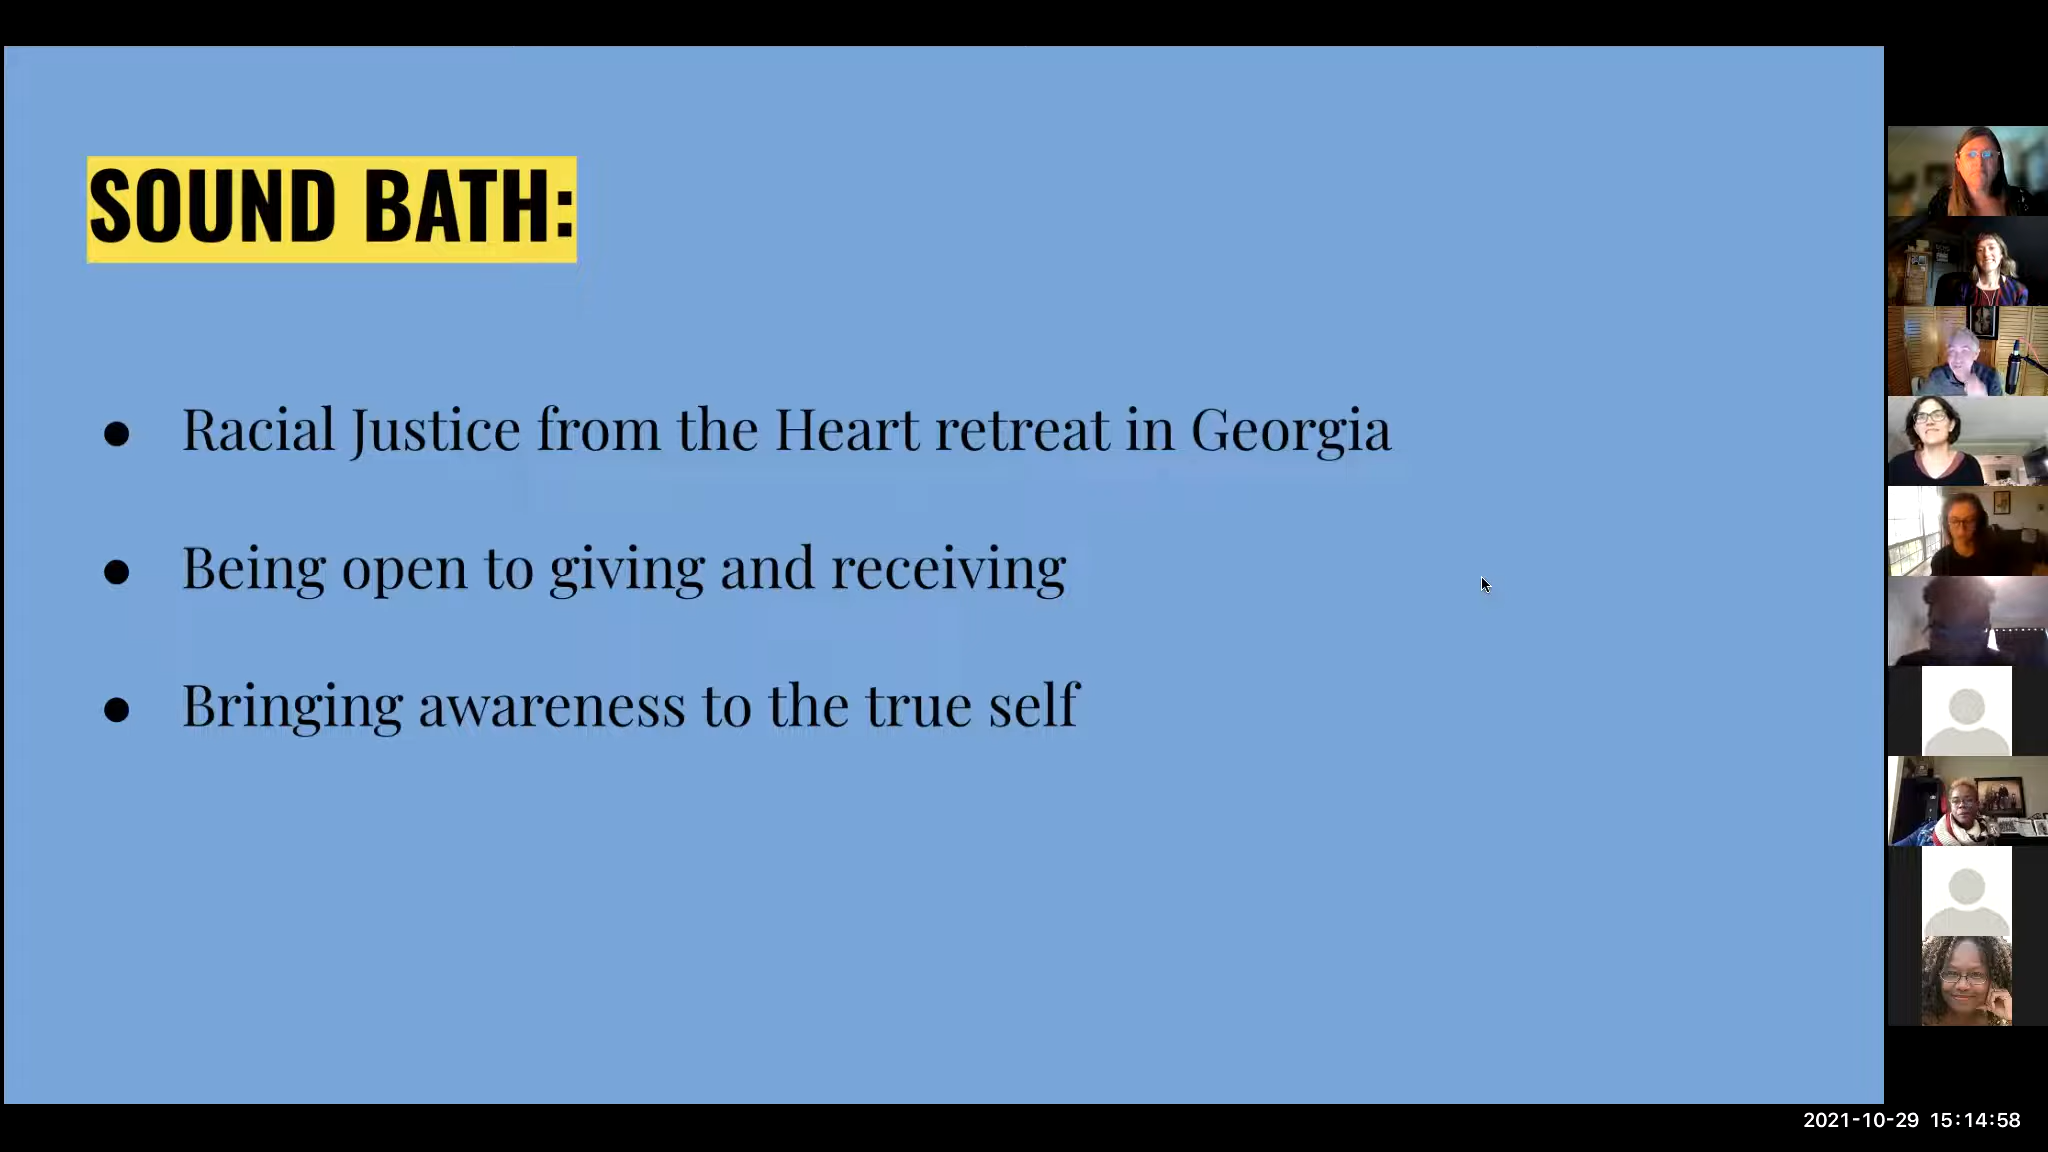 SOUND BATH:
● Racial Justice from the Heart retreat in Georgia
● Being open to giving and receiving
● Bringing awareness to the true self
2021-10-29 15:14:58